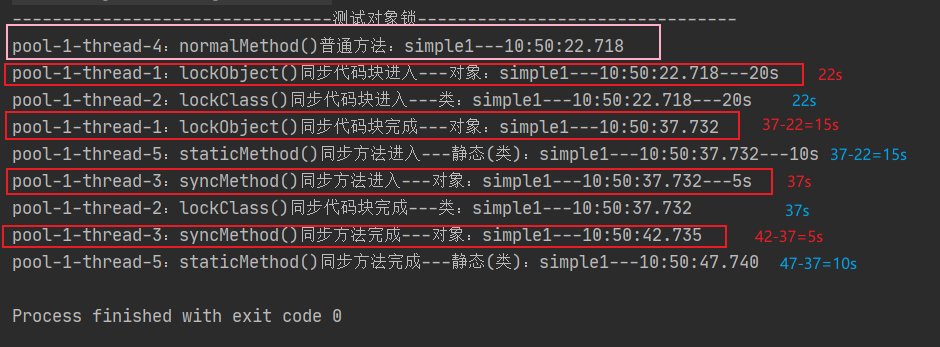 --------------------------------测试对象锁--------------------------------
pool-1-thread-4：normalMethod()普通方法：simple1---10:50:22.718
pool-1-thread-1：lockObject()同步代码块进入---对象：simple1---10:50:22.718---20s 22s
pool-1-thread-2：lockClass()同步代码块进入---类：simple1---10:50:22.718---20s 22s
pool-1-thread-1：lockObject()同步代码块完成---对象：simple1---10:50:37.732 37-22=15s
pool-1-thread-5：staticMethod()同步方法进入---静态(类)：simple1---10:50:37.732---10s 37-22=15s
pool-1-thread-3：syncMethod()同步方法进入---对象：simple1---10:50:37.732---5s 37s
pool-1-thread-2：lockClass()同步代码块完成---类：simple1---10:50:37.732 37s
pool-1-thread-3：syncMethod()同步方法完成---对象：simple1---10:50:42.735 42-37=5s
pool-1-thread-5：staticMethod()同步方法完成---静态(类)：simple1---10:50:47.740 47-37=10s
Process finished with exit code 0